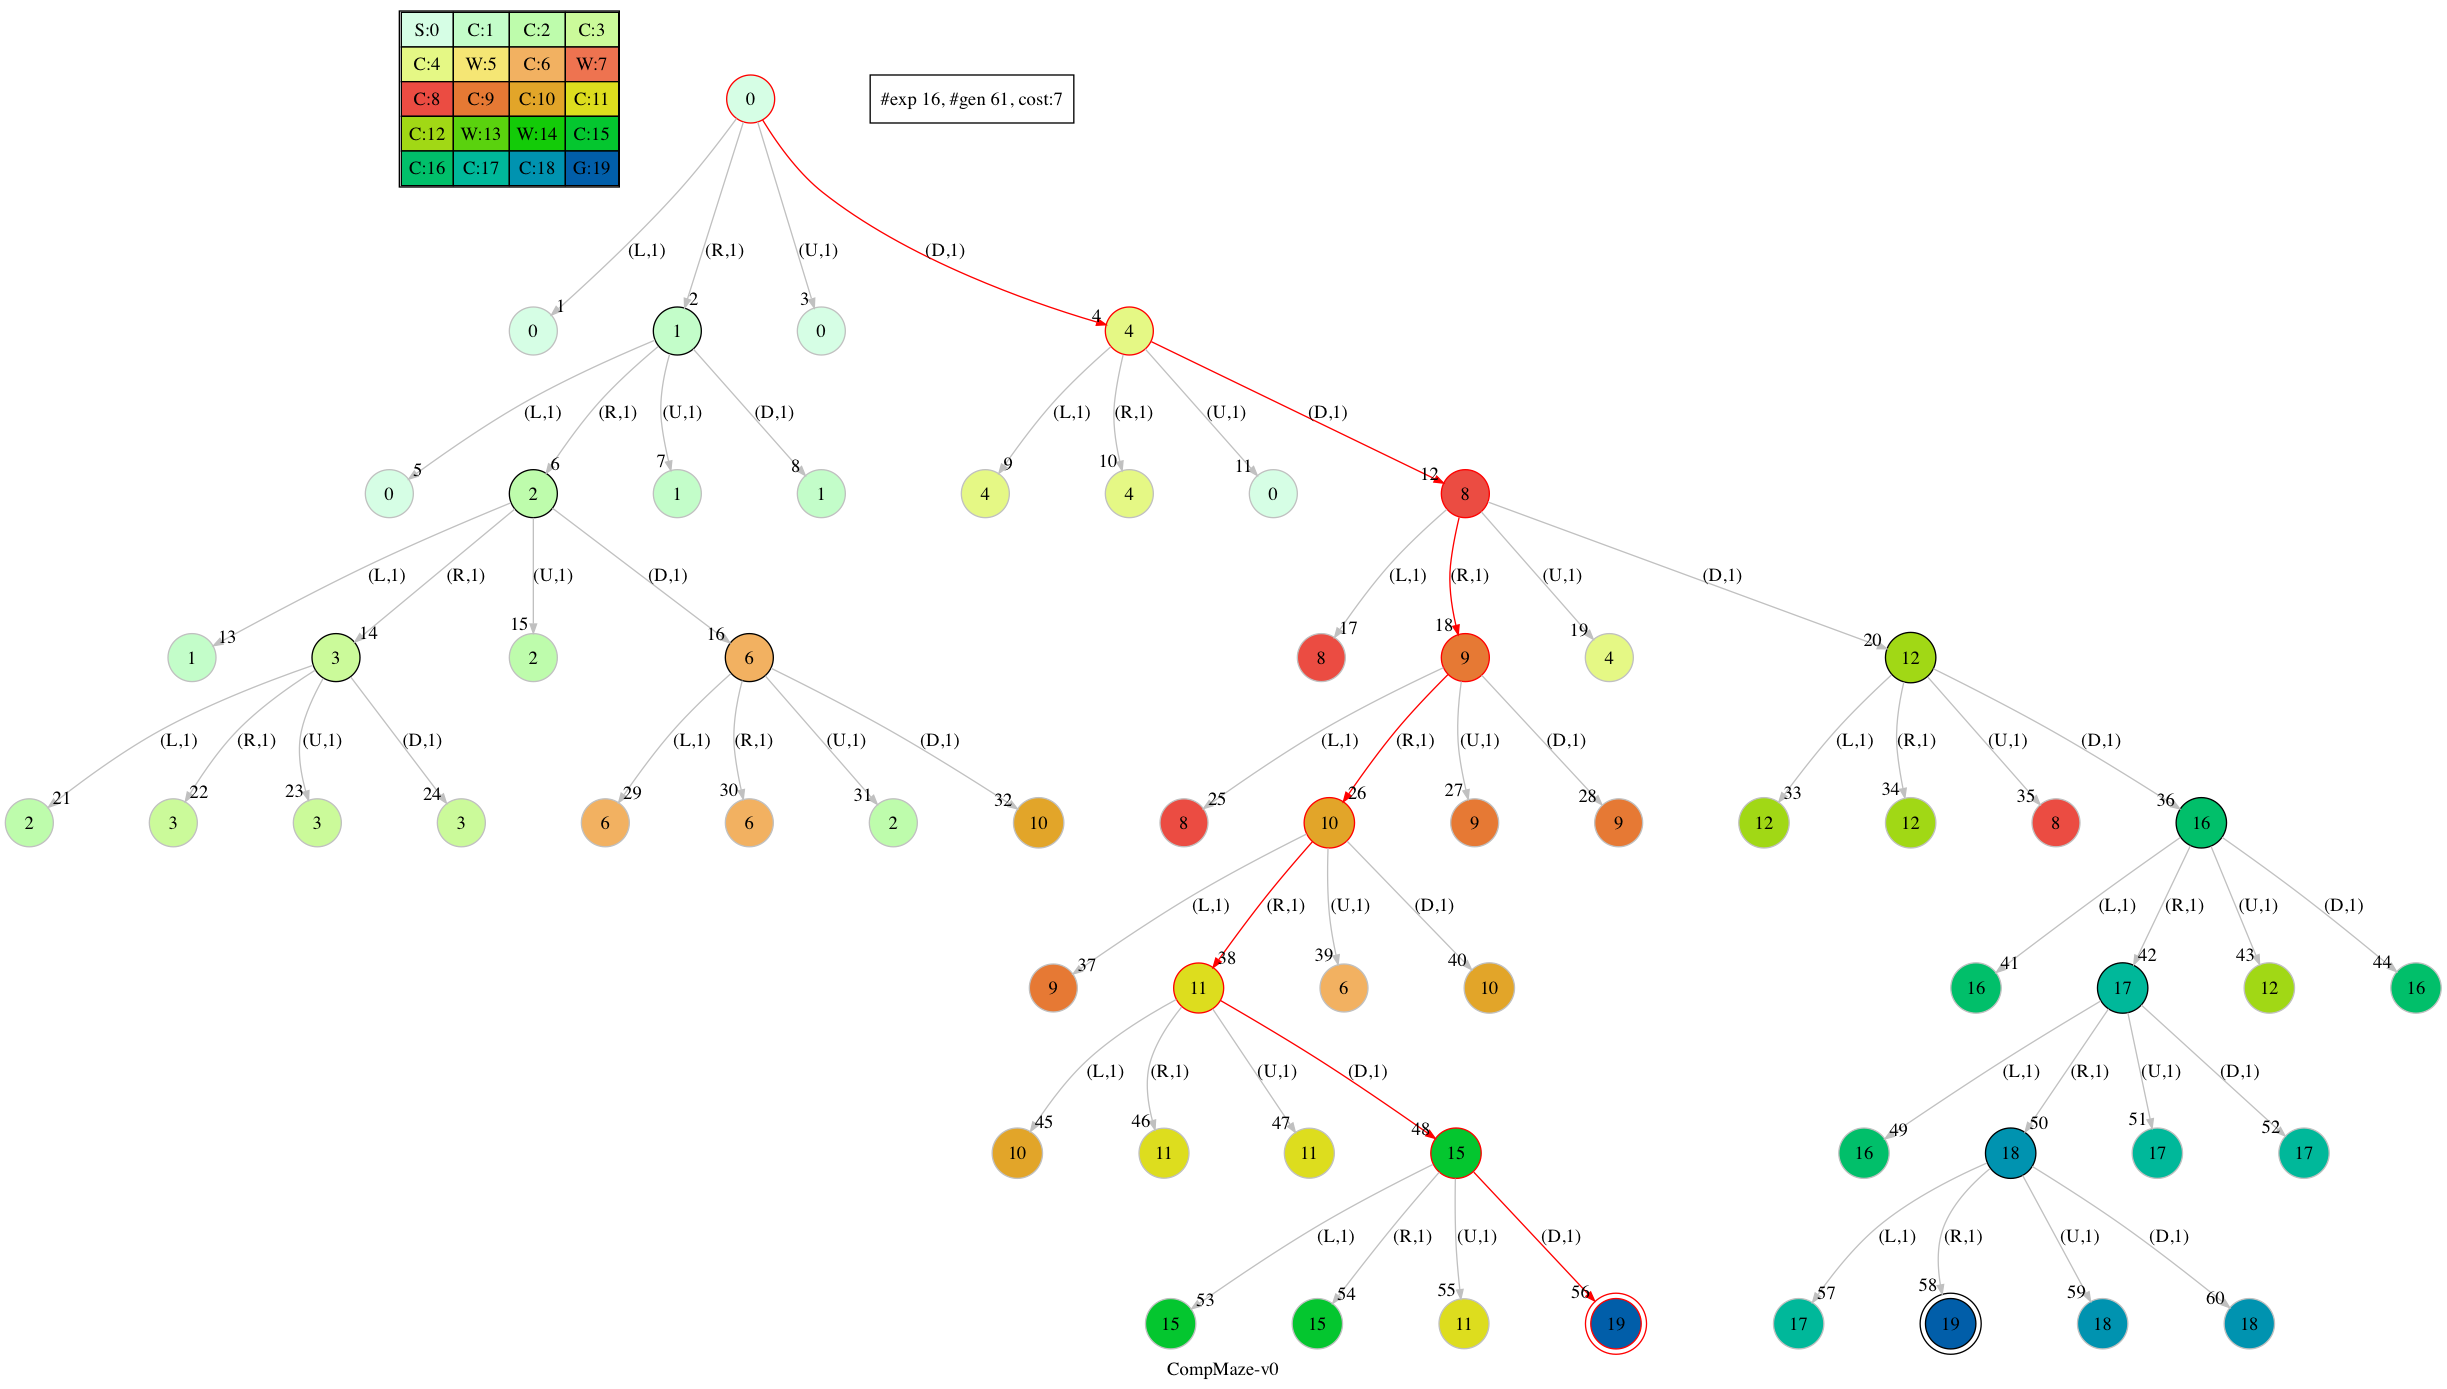 S:0 C:1 C:2 C:3
C:4 W:5 C:6 W:7
C:8 C:9 C:10 C:11
C:12 W:13 W:14 C:15
C:16 C:17 C:18 G:19
0
#exp 16, #gen 61, cost:7
(L,1) (R,1) (U,1) (D,1)
1 2 3 4
0 1 0 4
(L,1) (R,1) (U,1) (D,1) (L,1) (R,1) (U,1) (D,1)
5 6 7 8 9 10 11 12
0 2 1 1 4 4 0 8
(L,1) (R,1) (U,1) (D,1) (L,1) (R,1) (U,1) (D,1)
13 14 15 16 17 18 19 20
1 3 2 6 8 9 4 12
(L,1) (R,1) (U,1) (D,1) (L,1) (R,1) (U,1) (D,1) (L,1) (R,1) (U,1) (D,1) (L,1) (R,1) (U,1) (D,1)
21 22 23 24 29 30 31 32 25 26 27 28 33 34 35 36
2 3 3 3 6 6 2 10 8 10 9 9 12 12 8 16
(L,1) (R,1) (U,1) (D,1) (L,1) (R,1) (U,1) (D,1)
37 38 39 40 41 42 43 44
9 11 6 10 16 17 12 16
(L,1) (R,1) (U,1) (D,1) (L,1) (R,1) (U,1) (D,1)
45 46 47 48 49 50 51 52
10 11 11 15 16 18 17 17
(L,1) (R,1) (U,1) (D,1) (L,1) (R,1) (U,1) (D,1)
53 54 55 56 57 58 59 60
15 15 11 19 17 19 18 18
CompMaze-v0